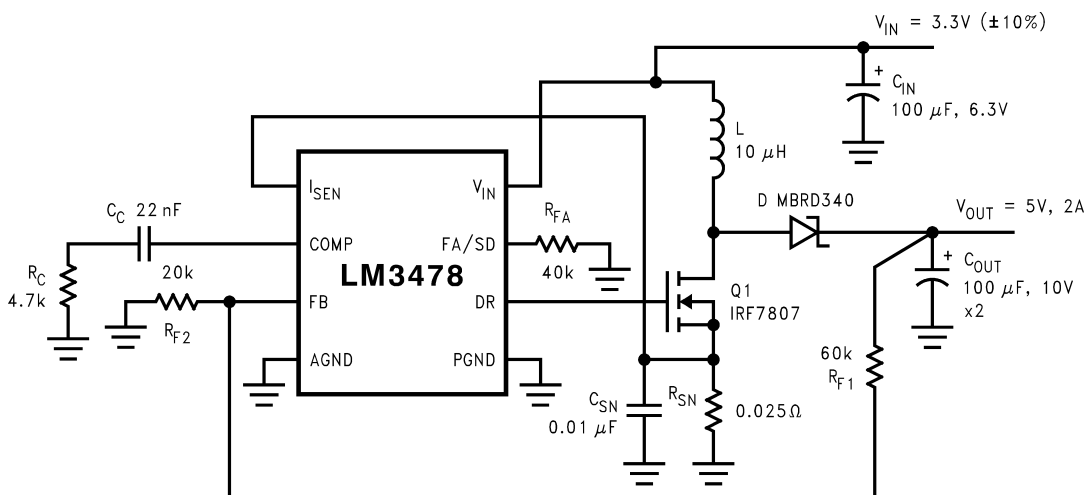 V_IN = 3.3V (±10%)
+
C_IN
100 μF, 6.3V
L
10 μH
I_SEN
V_IN
C_C 22 nF
COMP
FA/SD
R_FA
40k
D MBRD340
V_OUT = 5V, 2A
+
C_OUT
100 μF, 10V
x2
R_C
4.7k
20k
R_F2
LM3478
FB
DR
Q1
IRF7807
AGND
PGND
60k
R_F1
C_SN
0.01 μF
R_SN
0.025Ω